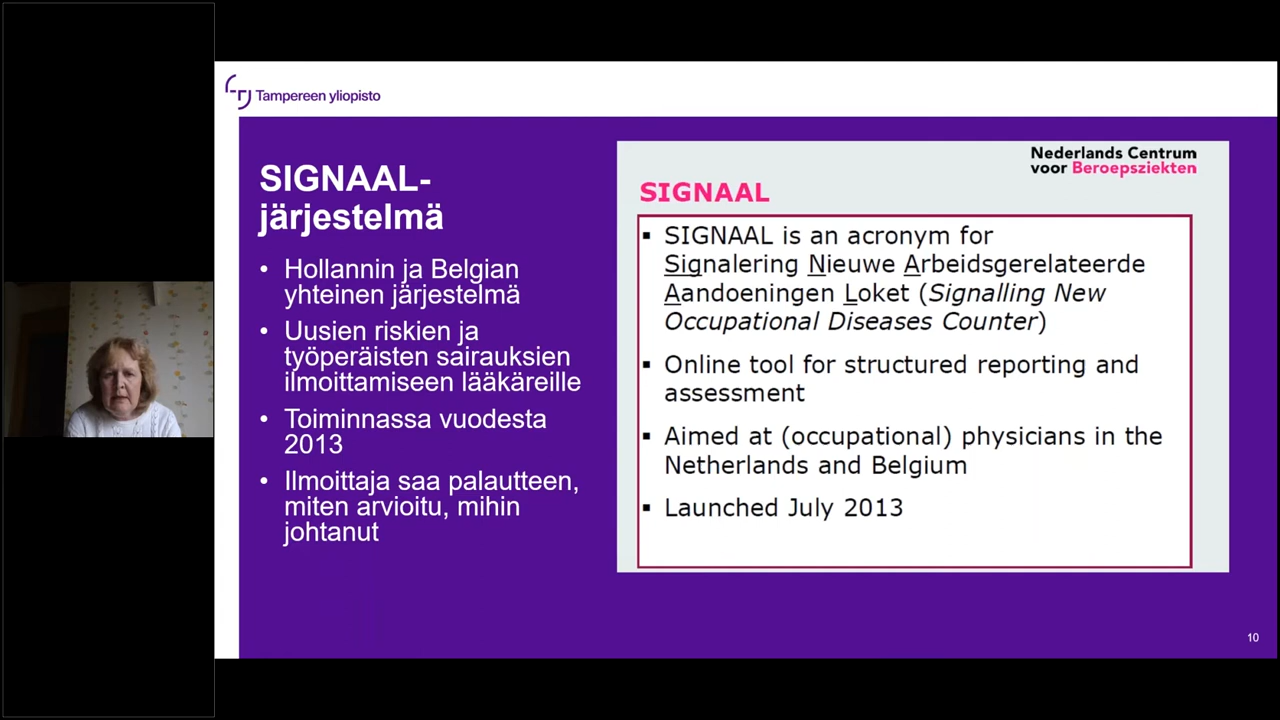 Tampereen yliopisto
SIGNAAL-
järjestelmä
• Hollannin ja Belgian
yhteinen järjestelmä
• Uusien riskien ja
työperäisten sairauksien
ilmoittamiseen lääkäreille
• Toiminnassa vuodesta
2013
• Ilmoittaja saa palautteen,
miten arvioitu, mihin
johtanut
Nederlands Centrum
voor Beroepsziekten
SIGNAAL
▪ SIGNAAL is an acronym for
Signalering Nieuwe Arbeidsgerelateerde
Aandoeningen Loket (Signalling New
Occupational Diseases Counter)
▪ Online tool for structured reporting and
assessment
▪ Aimed at (occupational) physicians in the
Netherlands and Belgium
▪ Launched July 2013
10